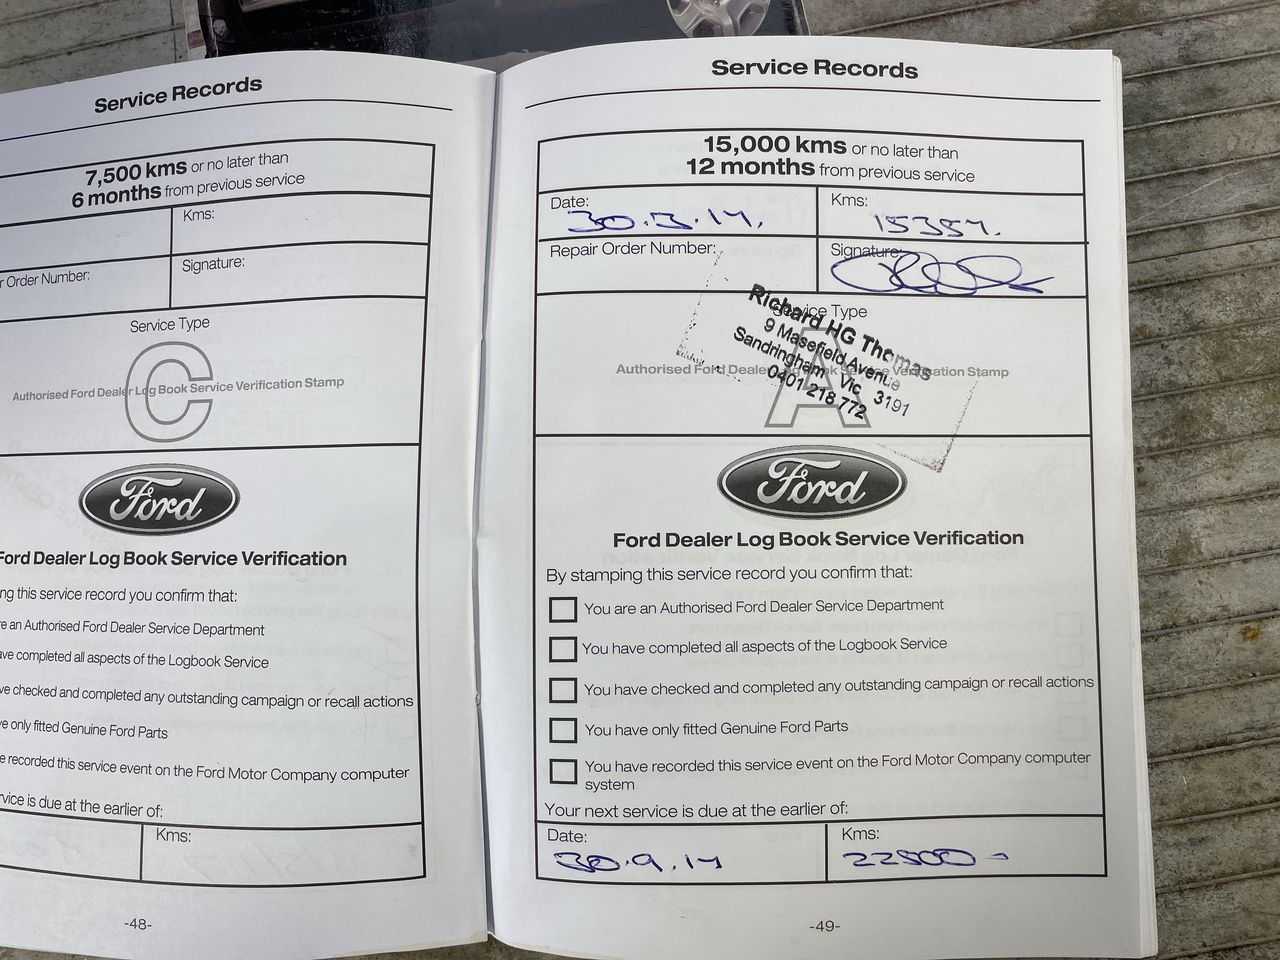 Service Records
7,500 kms or no later than
6 months from previous service
Kms:
Order Number:
Signature:
Service Type
C
Authorised Ford Dealer Log Book Service Verification Stamp
Ford
Ford Dealer Log Book Service Verification
ng this service record you confirm that:
re an Authorised Ford Dealer Service Department
ave completed all aspects of the Logbook Service
ve checked and completed any outstanding campaign or recall actions
e only fitted Genuine Ford Parts
e recorded this service event on the Ford Motor Company computer
rvice is due at the earlier of:
Kms:
-48-
Service Records
15,000 kms or no later than
12 months from previous service
Date:
30.3.14.
Kms:
Repair Order Number:
Signature:
Service Type
A
Authorised Ford Dealer Log Book Service Verification Stamp
Richard HG Thomas
9 Masefield Avenue
Sandringham Vic 3191
0401 218 772
Ford
Ford Dealer Log Book Service Verification
By stamping this service record you confirm that:
You are an Authorised Ford Dealer Service Department
You have completed all aspects of the Logbook Service
You have checked and completed any outstanding campaign or recall actions
You have only fitted Genuine Ford Parts
You have recorded this service event on the Ford Motor Company computer
system
Your next service is due at the earlier of:
Date:
30.9.14
Kms:
22500-
-49-